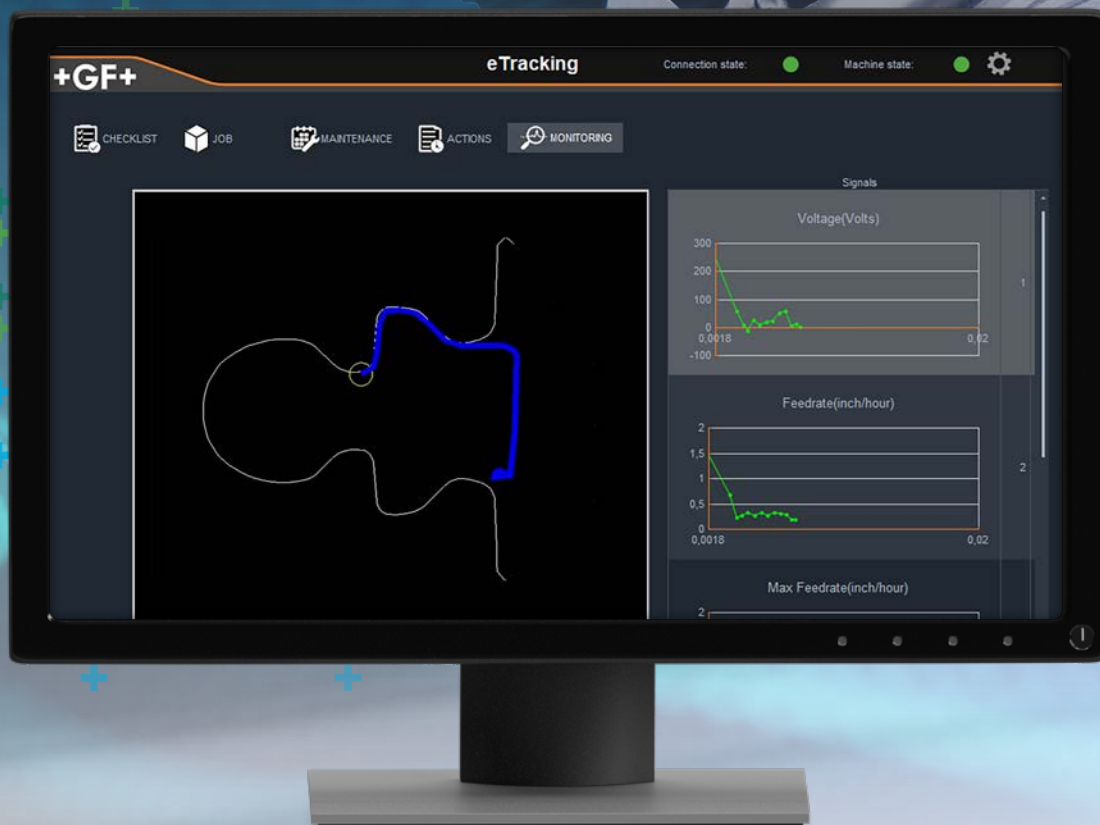 +GF+
eTracking
Connection state:
Machine state:
CHECKLIST
JOB
MAINTENANCE
ACTIONS
MONITORING
Signals
Voltage(Volts)
300
200
100
0
-100
0,0018
0,02
1
Feedrate(inch/hour)
2
1,5
1
0,5
0
0,0018
0,02
2
Max Feedrate(inch/hour)
2